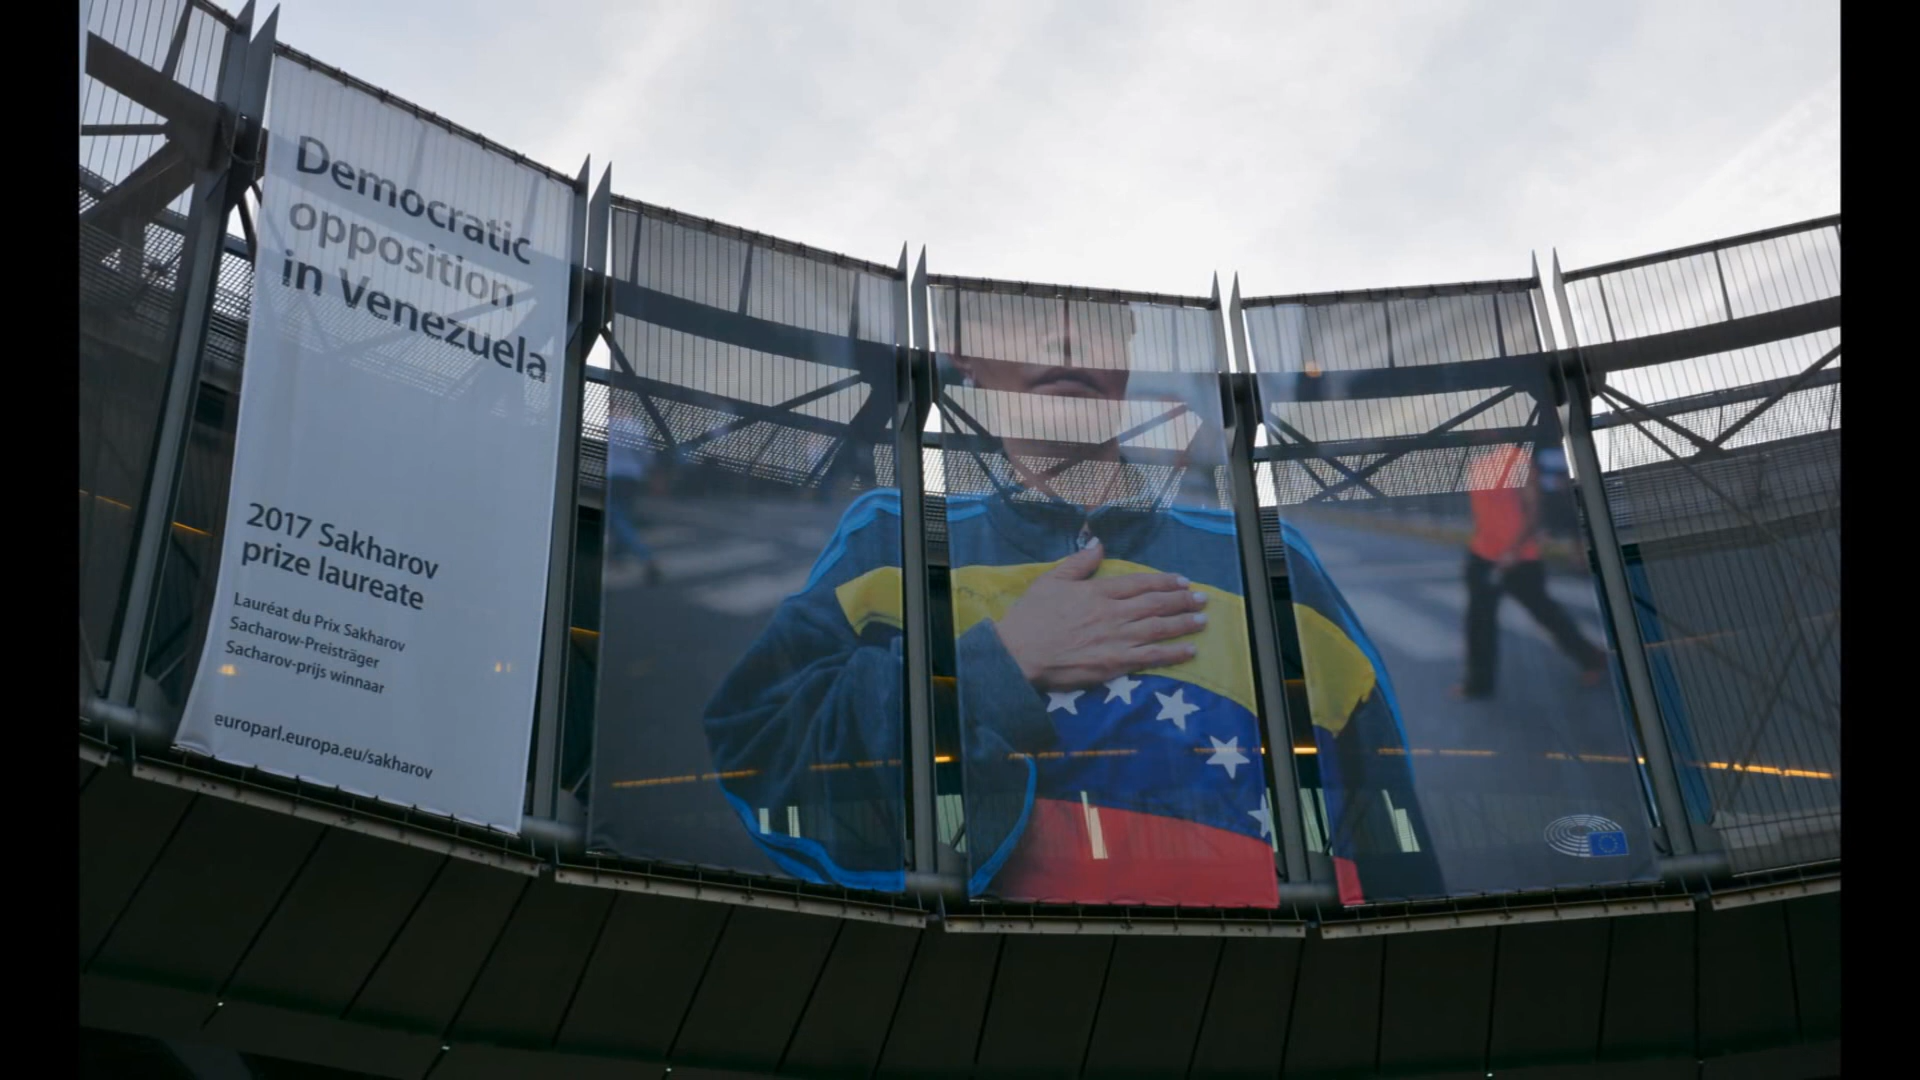 Democratic
opposition
in Venezuela
2017 Sakharov
prize laureate
Lauréat du Prix Sakharov
Sacharow-Preisträger
Sacharov-prijs winnaar
europarl.europa.eu/sakharov